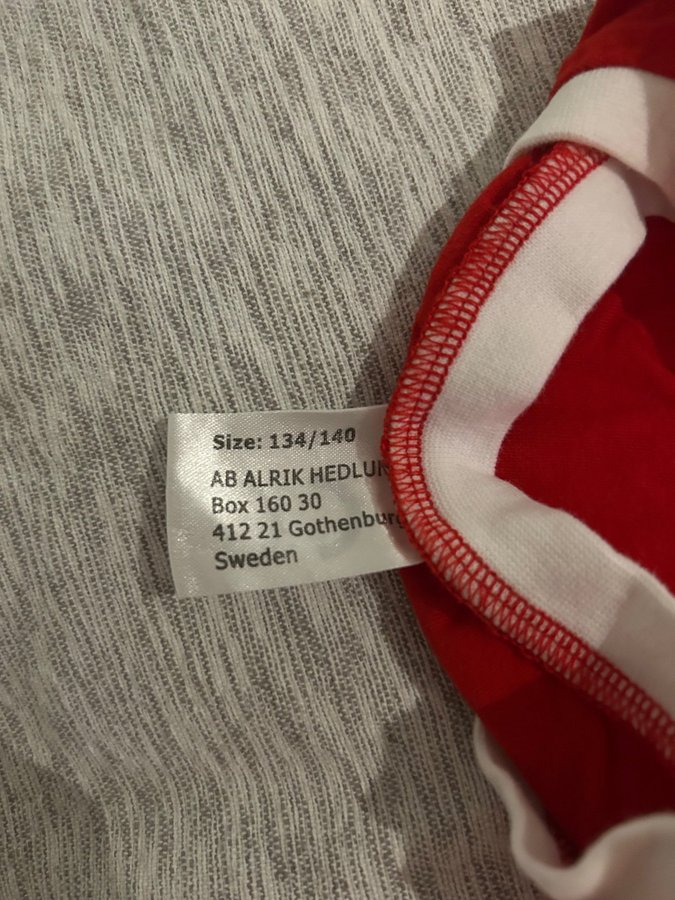 Size: 134/140
AB ALRIK HEDLUN
Box 160 30
412 21 Gothenburg
Sweden